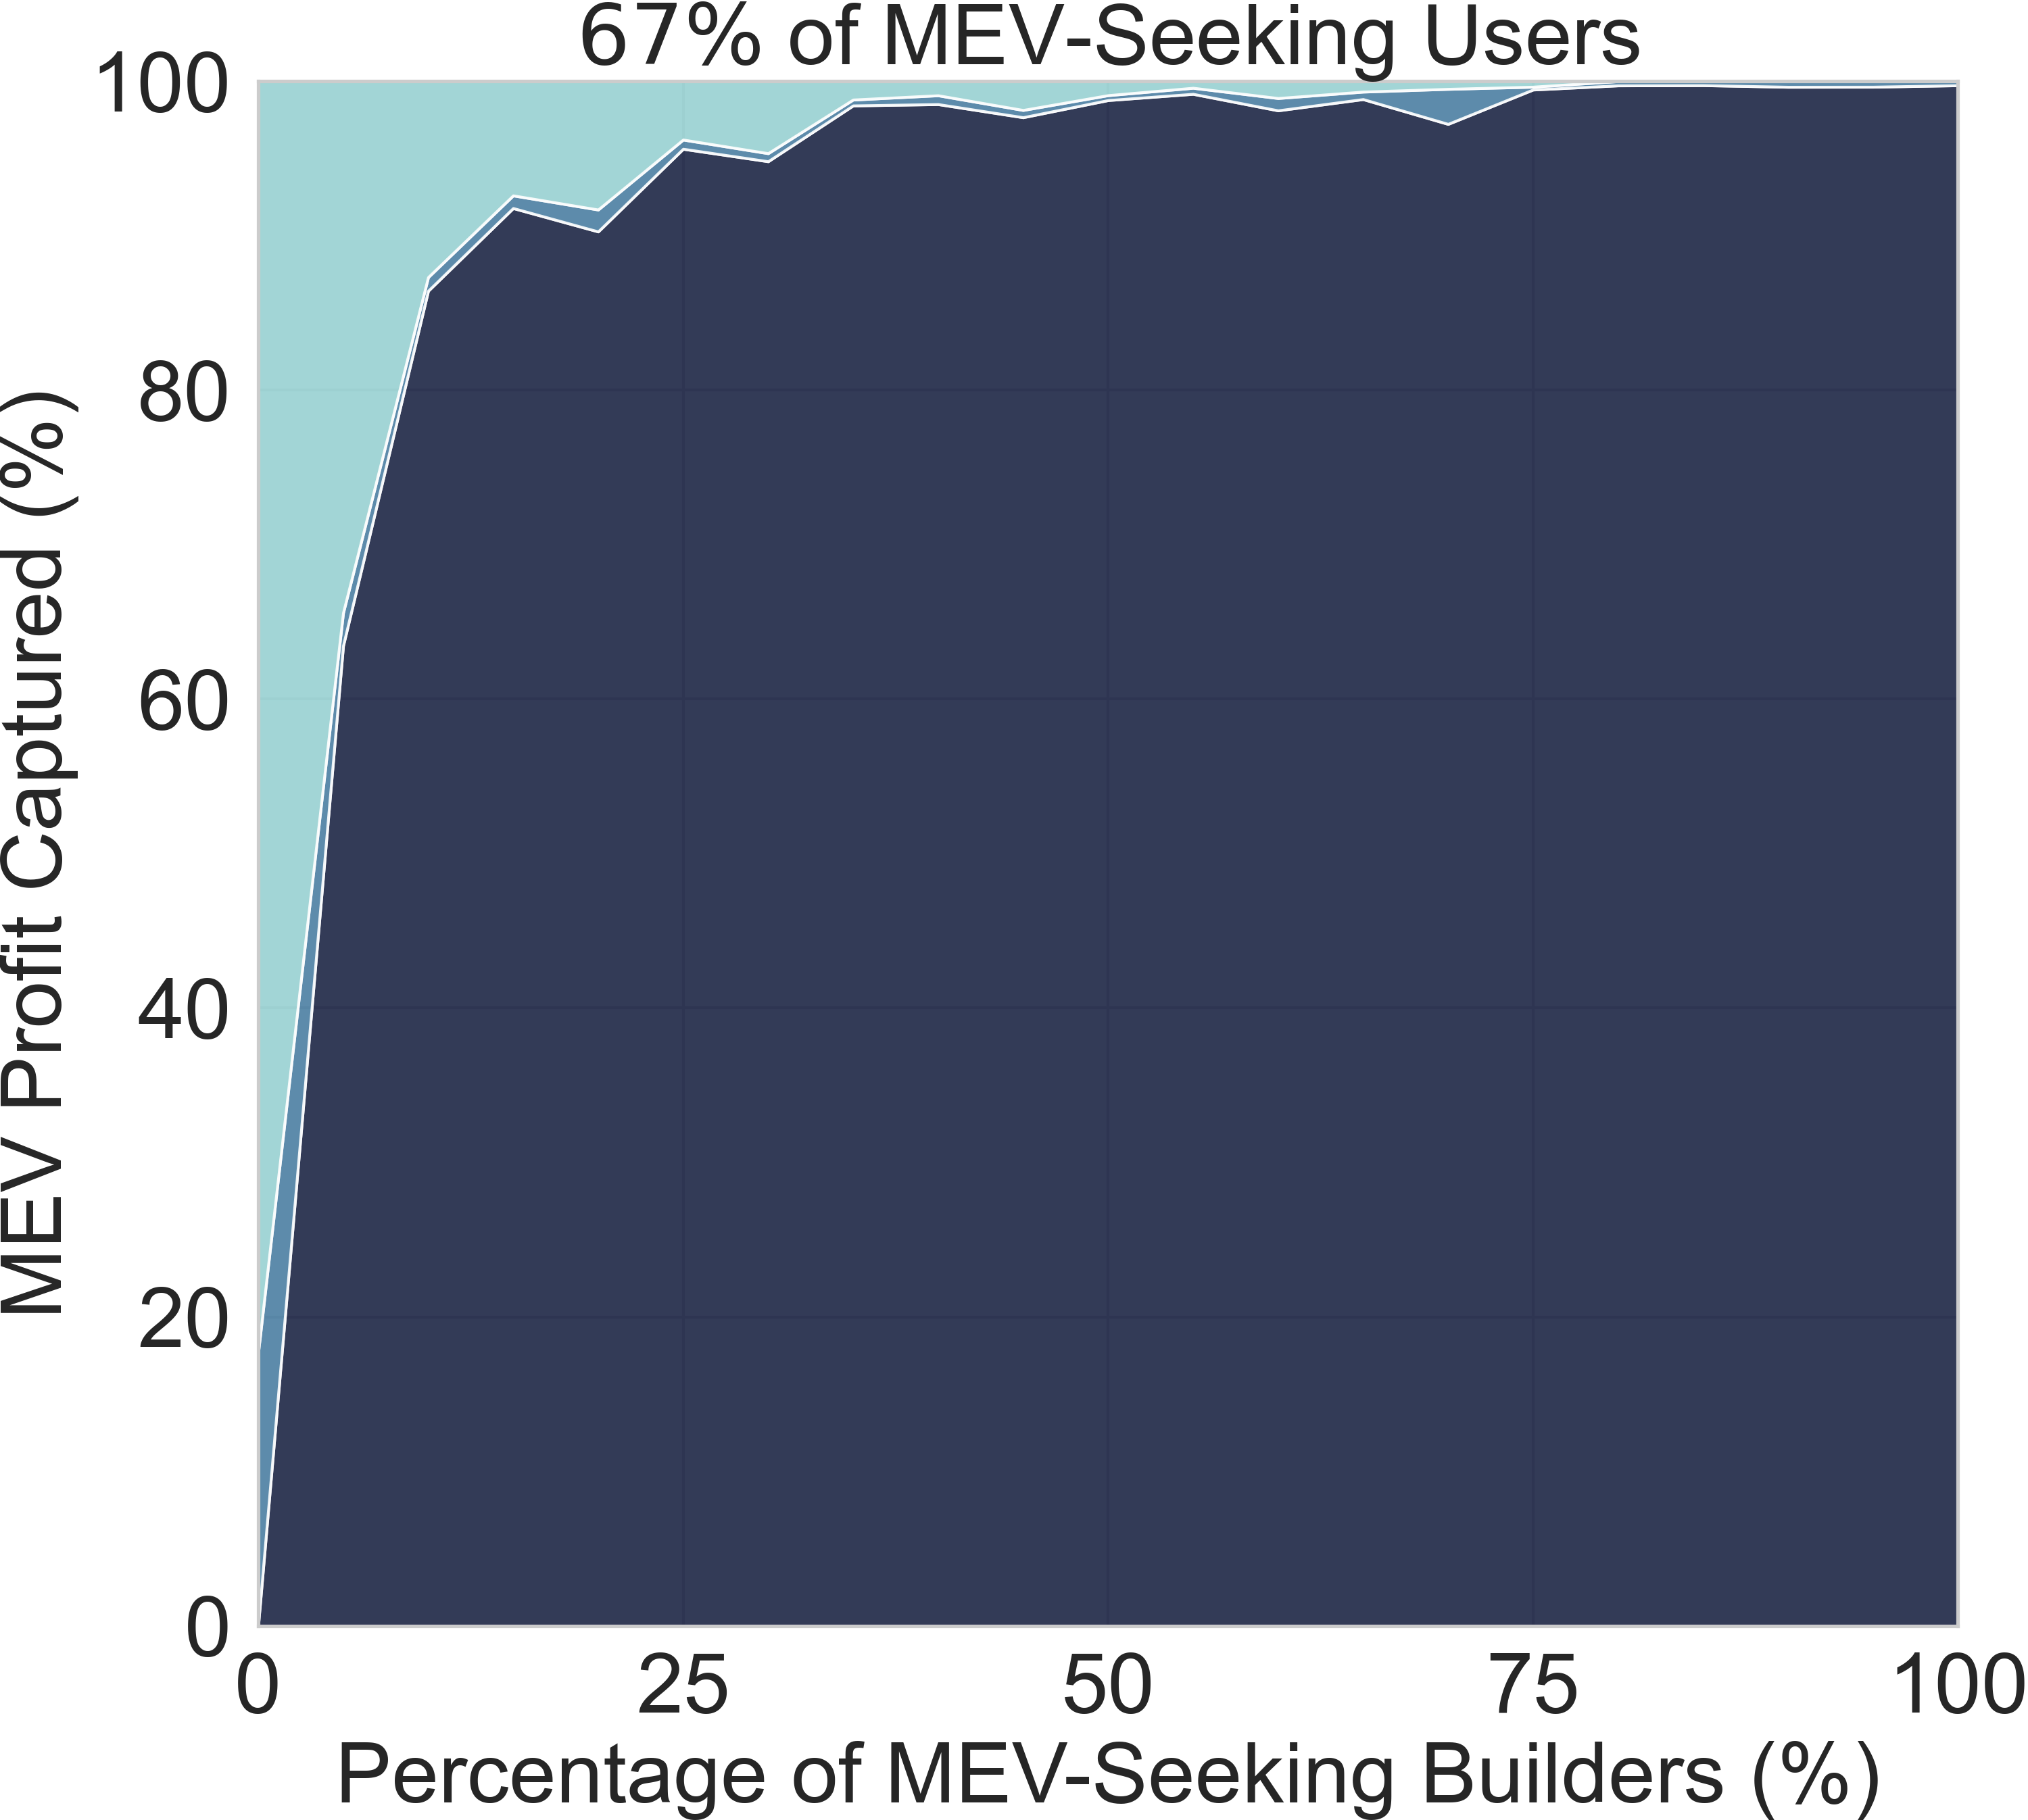 67% of MEV-Seeking Users
MEV Profit Captured (%)
100
80
60
40
20
0
0 25 50 75 100
Percentage of MEV-Seeking Builders (%)